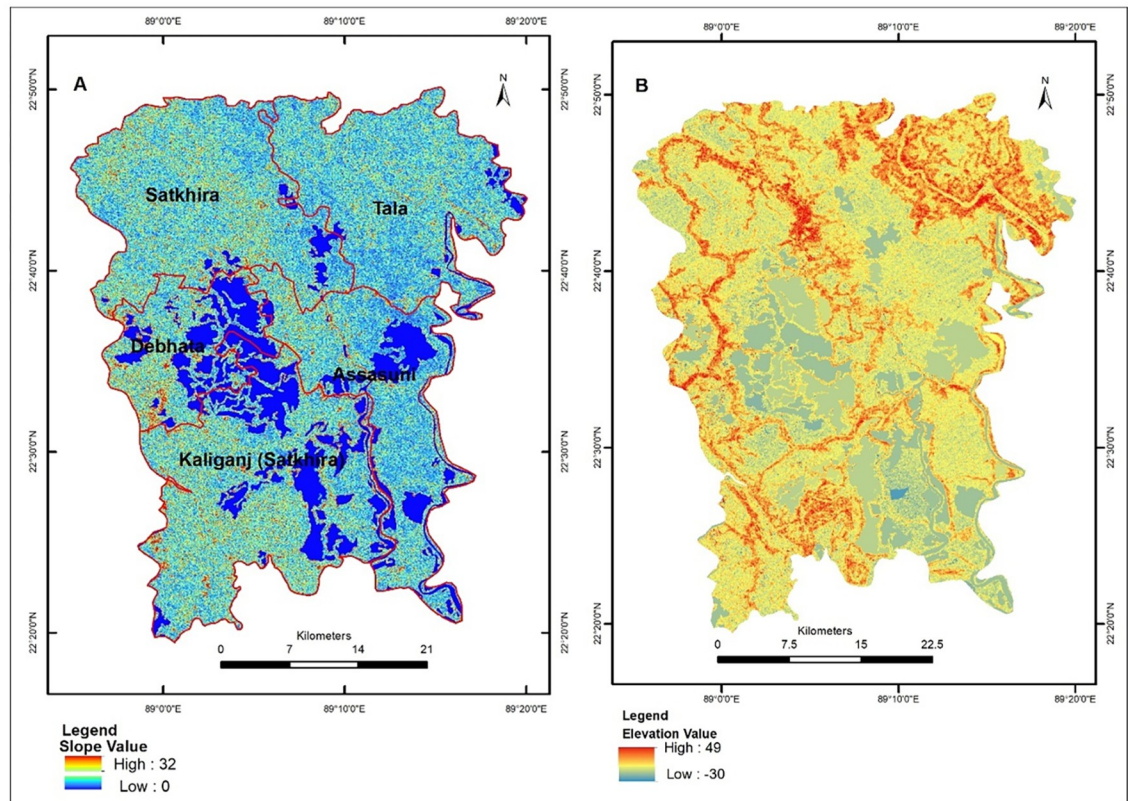 89°0'0"E
89°10'0"E
89°20'0"E
A
N
22°50'0"N
22°50'0"N
Satkhira
Tala
22°40'0"N
22°40'0"N
Debhata
Assasuni
22°30'0"N
22°30'0"N
Kaliganj (Satkhira)
22°20'0"N
22°20'0"N
Kilometers
0
7
14
21
89°0'0"E
89°10'0"E
89°20'0"E
Legend
Slope Value
High : 32
Low : 0
89°0'0"E
89°10'0"E
89°20'0"E
B
N
22°50'0"N
22°50'0"N
22°40'0"N
22°40'0"N
22°30'0"N
22°30'0"N
22°20'0"N
22°20'0"N
Kilometers
0
7.5
15
22.5
89°0'0"E
89°10'0"E
89°20'0"E
Legend
Elevation Value
High : 49
Low : -30